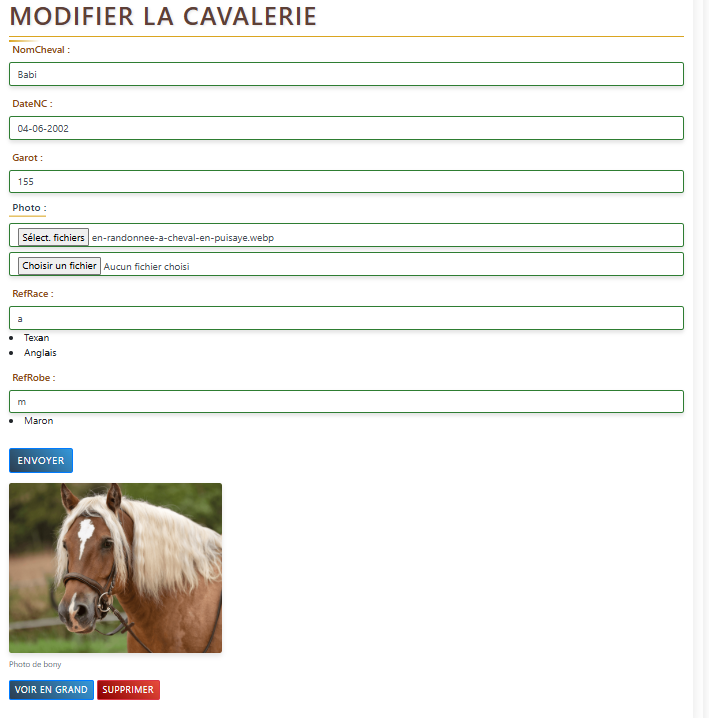 MODIFIER LA CAVALERIE
NomCheval :
Babi
DateNC :
04-06-2002
Garot :
155
Photo :
Sélect. fichiers en-randonnee-a-cheval-en-puisaye.webp
Choisir un fichier Aucun fichier choisi
RefRace :
a
Texan
Anglais
RefRobe :
m
Maron
ENVOYER
Photo de bony
VOIR EN GRAND SUPPRIMER